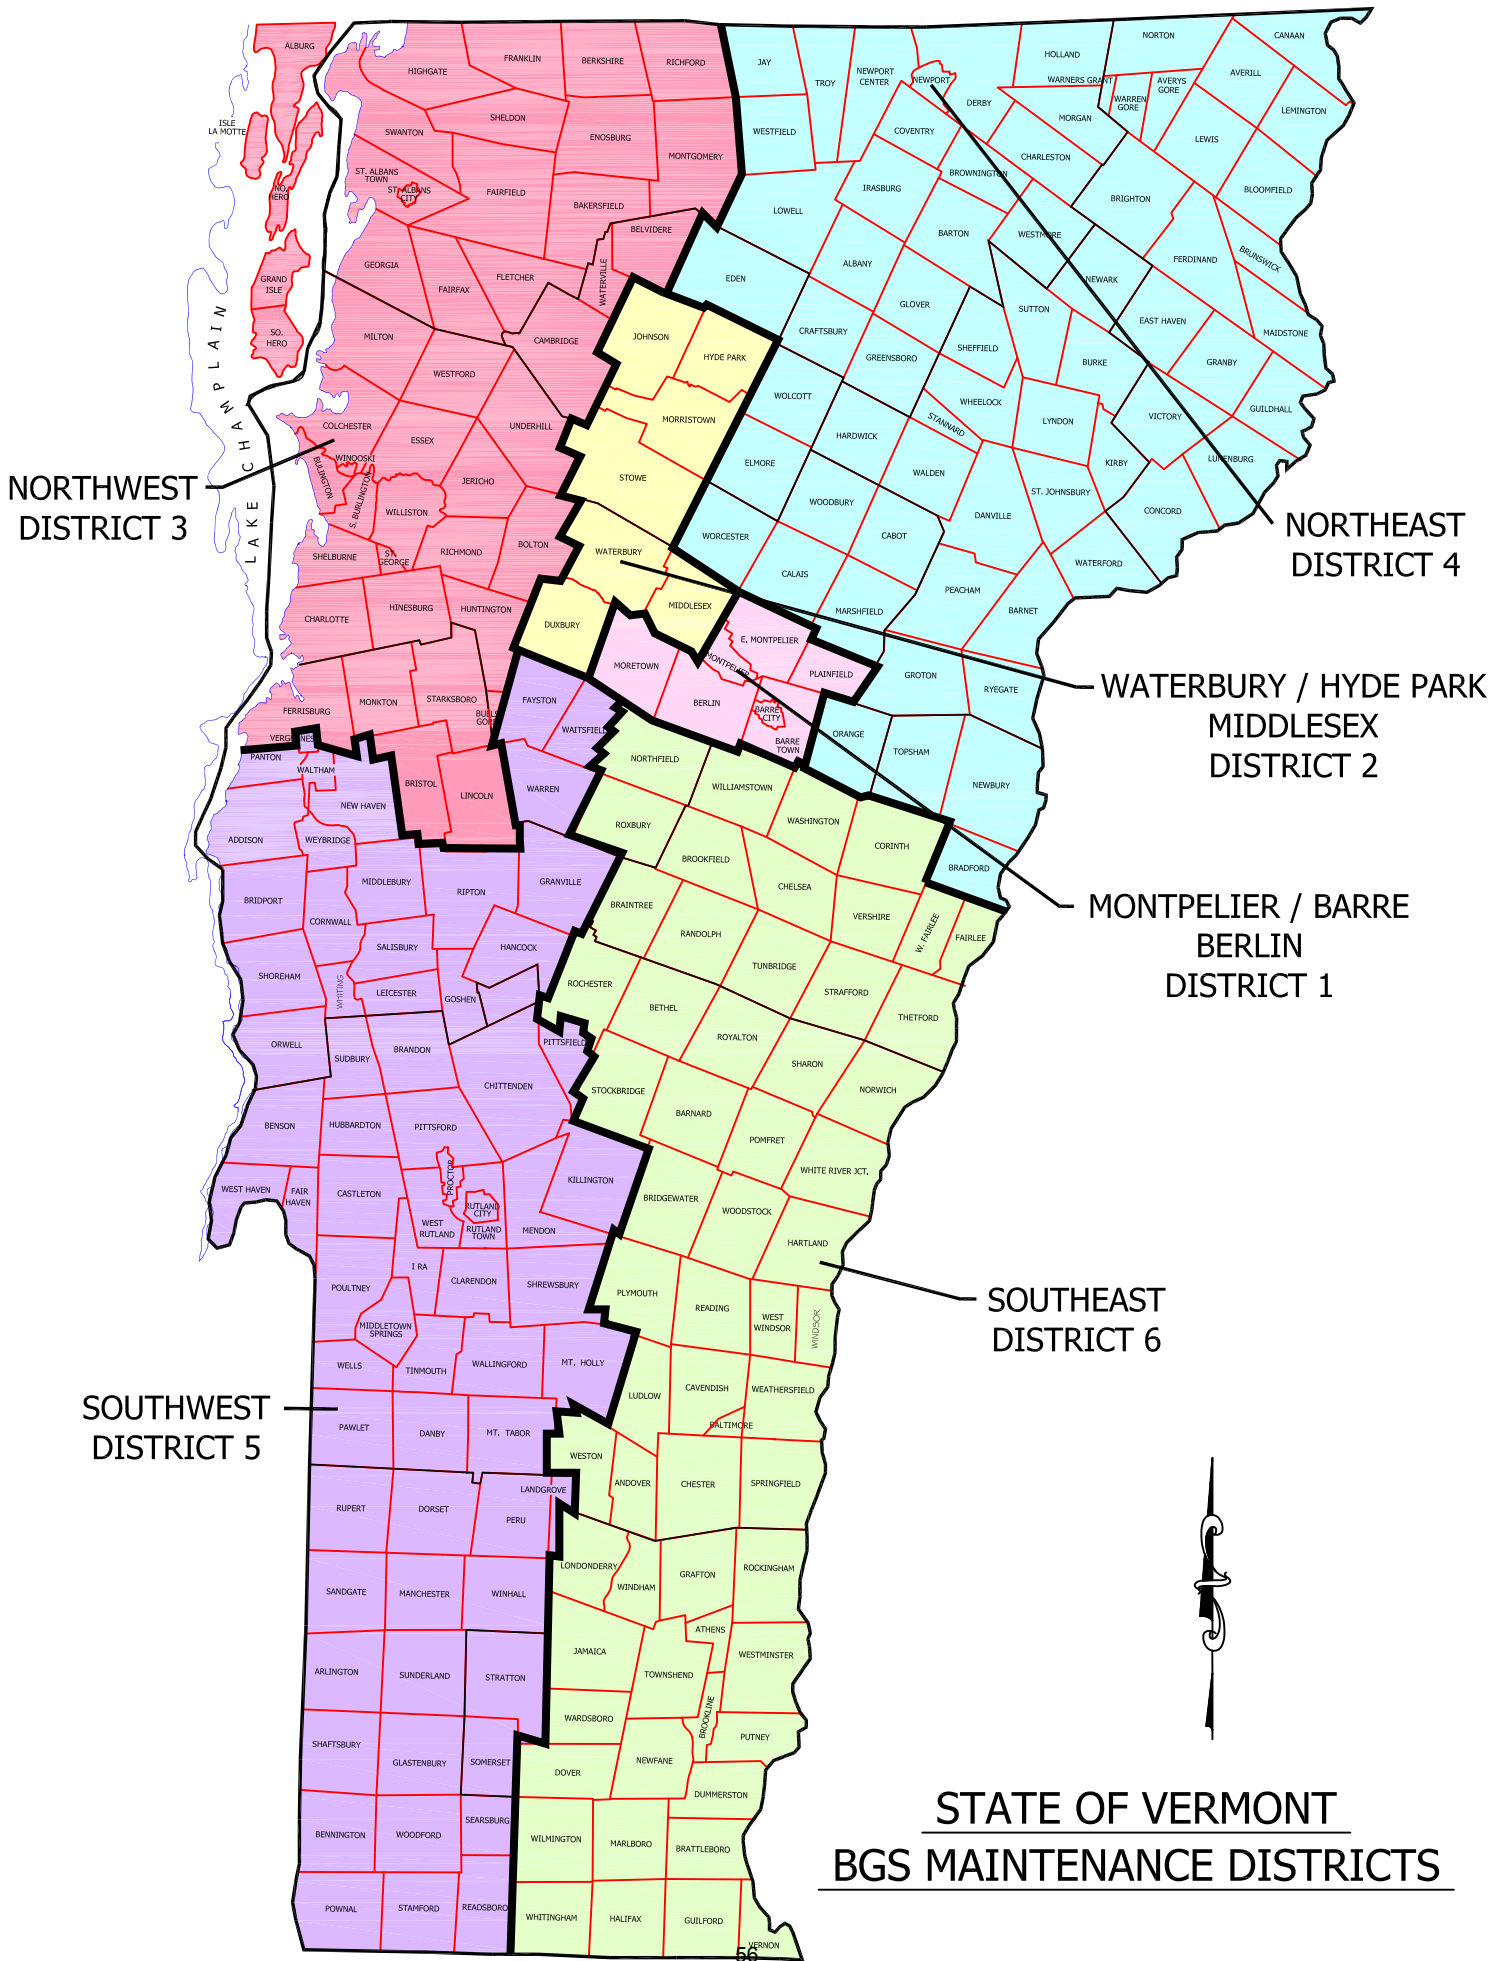 ALBURG
ISLE
LA MOTTE
NO.
HERO
GRAND
ISLE
SO.
HERO
LAKE CHAMPLAIN
HIGHGATE
FRANKLIN
BERKSHIRE
RICHFORD
SWANTON
SHELDON
ENOSBURG
MONTGOMERY
ST. ALBANS
TOWN
ST. ALBANS
CITY
FAIRFIELD
BAKERSFIELD
BELVIDERE
WATERVILLE
GEORGIA
FAIRFAX
FLETCHER
CAMBRIDGE
MILTON
WESTFORD
UNDERHILL
COLCHESTER
ESSEX
WINOOSKI
BULINGTON
S. BURLINGTON
WILLISTON
JERICHO
BOLTON
RICHMOND
SHELBURNE
ST.
GEORGE
HINESBURG
HUNTINGTON
CHARLOTTE
MONKTON
STARKSBORO
BUELS
GORE
FERRISBURG
VERGENNES
BRISTOL
LINCOLN
NORTHWEST
DISTRICT 3
JAY
TROY
NEWPORT
CENTER
NEWPORT
HOLLAND
WARNERS GRANT
NORTON
CANAAN
AVERILL
AVERYS
GORE
WARREN
GORE
LEMINGTON
DERBY
MORGAN
LEWIS
WESTFIELD
COVENTRY
CHARLESTON
BROWNINGTON
IRASBURG
BLOOMFIELD
BRIGHTON
LOWELL
BARTON
WESTMORE
BRUNSWICK
FERDINAND
ALBANY
EDEN
NEWARK
GLOVER
SUTTON
EAST HAVEN
MAIDSTONE
CRAFTSBURY
SHEFFIELD
GREENSBORO
BURKE
GRANBY
WOLCOTT
WHEELOCK
STANNARD
LYNDON
VICTORY
GUILDHALL
HARDWICK
ELMORE
KIRBY
LUNENBURG
WALDEN
ST. JOHNSBURY
WOODBURY
DANVILLE
CONCORD
WORCESTER
CABOT
WATERFORD
CALAIS
PEACHAM
MARSHFIELD
BARNET
GROTON
RYEGATE
ORANGE
TOPSHAM
NEWBURY
BRADFORD
NORTHEAST
DISTRICT 4
JOHNSON
HYDE PARK
MORRISTOWN
STOWE
WATERBURY
MIDDLESEX
DUXBURY
WATERBURY / HYDE PARK
MIDDLESEX
DISTRICT 2
MORETOWN
MONTPELIER
E. MONTPELIER
PLAINFIELD
BERLIN
BARRE
CITY
BARRE
TOWN
MONTPELIER / BARRE
BERLIN
DISTRICT 1
FAYSTON
WAITSFIELD
WARREN
PANTON
WALTHAM
NEW HAVEN
ADDISON
WEYBRIDGE
MIDDLEBURY
RIPTON
GRANVILLE
BRIDPORT
CORNWALL
SALISBURY
HANCOCK
SHOREHAM
WHITING
LEICESTER
GOSHEN
ORWELL
SUDBURY
BRANDON
PITTSFIELD
CHITTENDEN
BENSON
HUBBARDTON
PITTSFORD
PROCTOR
KILLINGTON
WEST HAVEN
FAIR
HAVEN
CASTLETON
WEST
RUTLAND
RUTLAND
CITY
RUTLAND
TOWN
MENDON
I RA
CLARENDON
SHREWSBURY
POULTNEY
MIDDLETOWN
SPRINGS
WELLS
TINMOUTH
WALLINGFORD
MT. HOLLY
PAWLET
DANBY
MT. TABOR
LANDGROVE
RUPERT
DORSET
PERU
SANDGATE
MANCHESTER
WINHALL
ARLINGTON
SUNDERLAND
STRATTON
SHAFTSBURY
GLASTENBURY
SOMERSET
SEARSBURG
BENNINGTON
WOODFORD
POWNAL
STAMFORD
READSBORO
SOUTHWEST
DISTRICT 5
NORTHFIELD
WILLIAMSTOWN
WASHINGTON
ROXBURY
BROOKFIELD
CORINTH
CHELSEA
BRAINTREE
VERSHIRE
W. FAIRLEE
FAIRLEE
RANDOLPH
TUNBRIDGE
ROCHESTER
STRAFFORD
BETHEL
THETFORD
ROYALTON
SHARON
STOCKBRIDGE
NORWICH
BARNARD
POMFRET
WHITE RIVER JCT.
BRIDGEWATER
WOODSTOCK
HARTLAND
PLYMOUTH
READING
WEST
WINDSOR
WINDSOR
LUDLOW
CAVENDISH
WEATHERSFIELD
BALTIMORE
WESTON
ANDOVER
CHESTER
SPRINGFIELD
LONDONDERRY
WINDHAM
GRAFTON
ROCKINGHAM
ATHENS
JAMAICA
TOWNSHEND
WESTMINSTER
BROOKLINE
WARDSBORO
PUTNEY
NEWFANE
DOVER
DUMMERSTON
WILMINGTON
MARLBORO
BRATTLEBORO
WHITINGHAM
HALIFAX
GUILFORD
VERNON
SOUTHEAST
DISTRICT 6
STATE OF VERMONT
BGS MAINTENANCE DISTRICTS
56